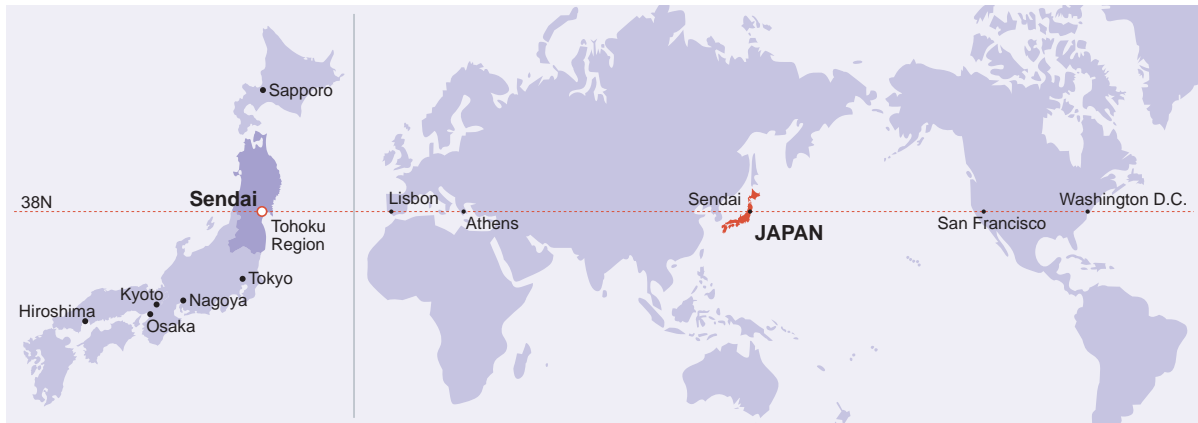 Sapporo
38N
Sendai
Tohoku
Region
Tokyo
Kyoto
Nagoya
Hiroshima
Osaka
Lisbon
Athens
Sendai
JAPAN
San Francisco
Washington D.C.